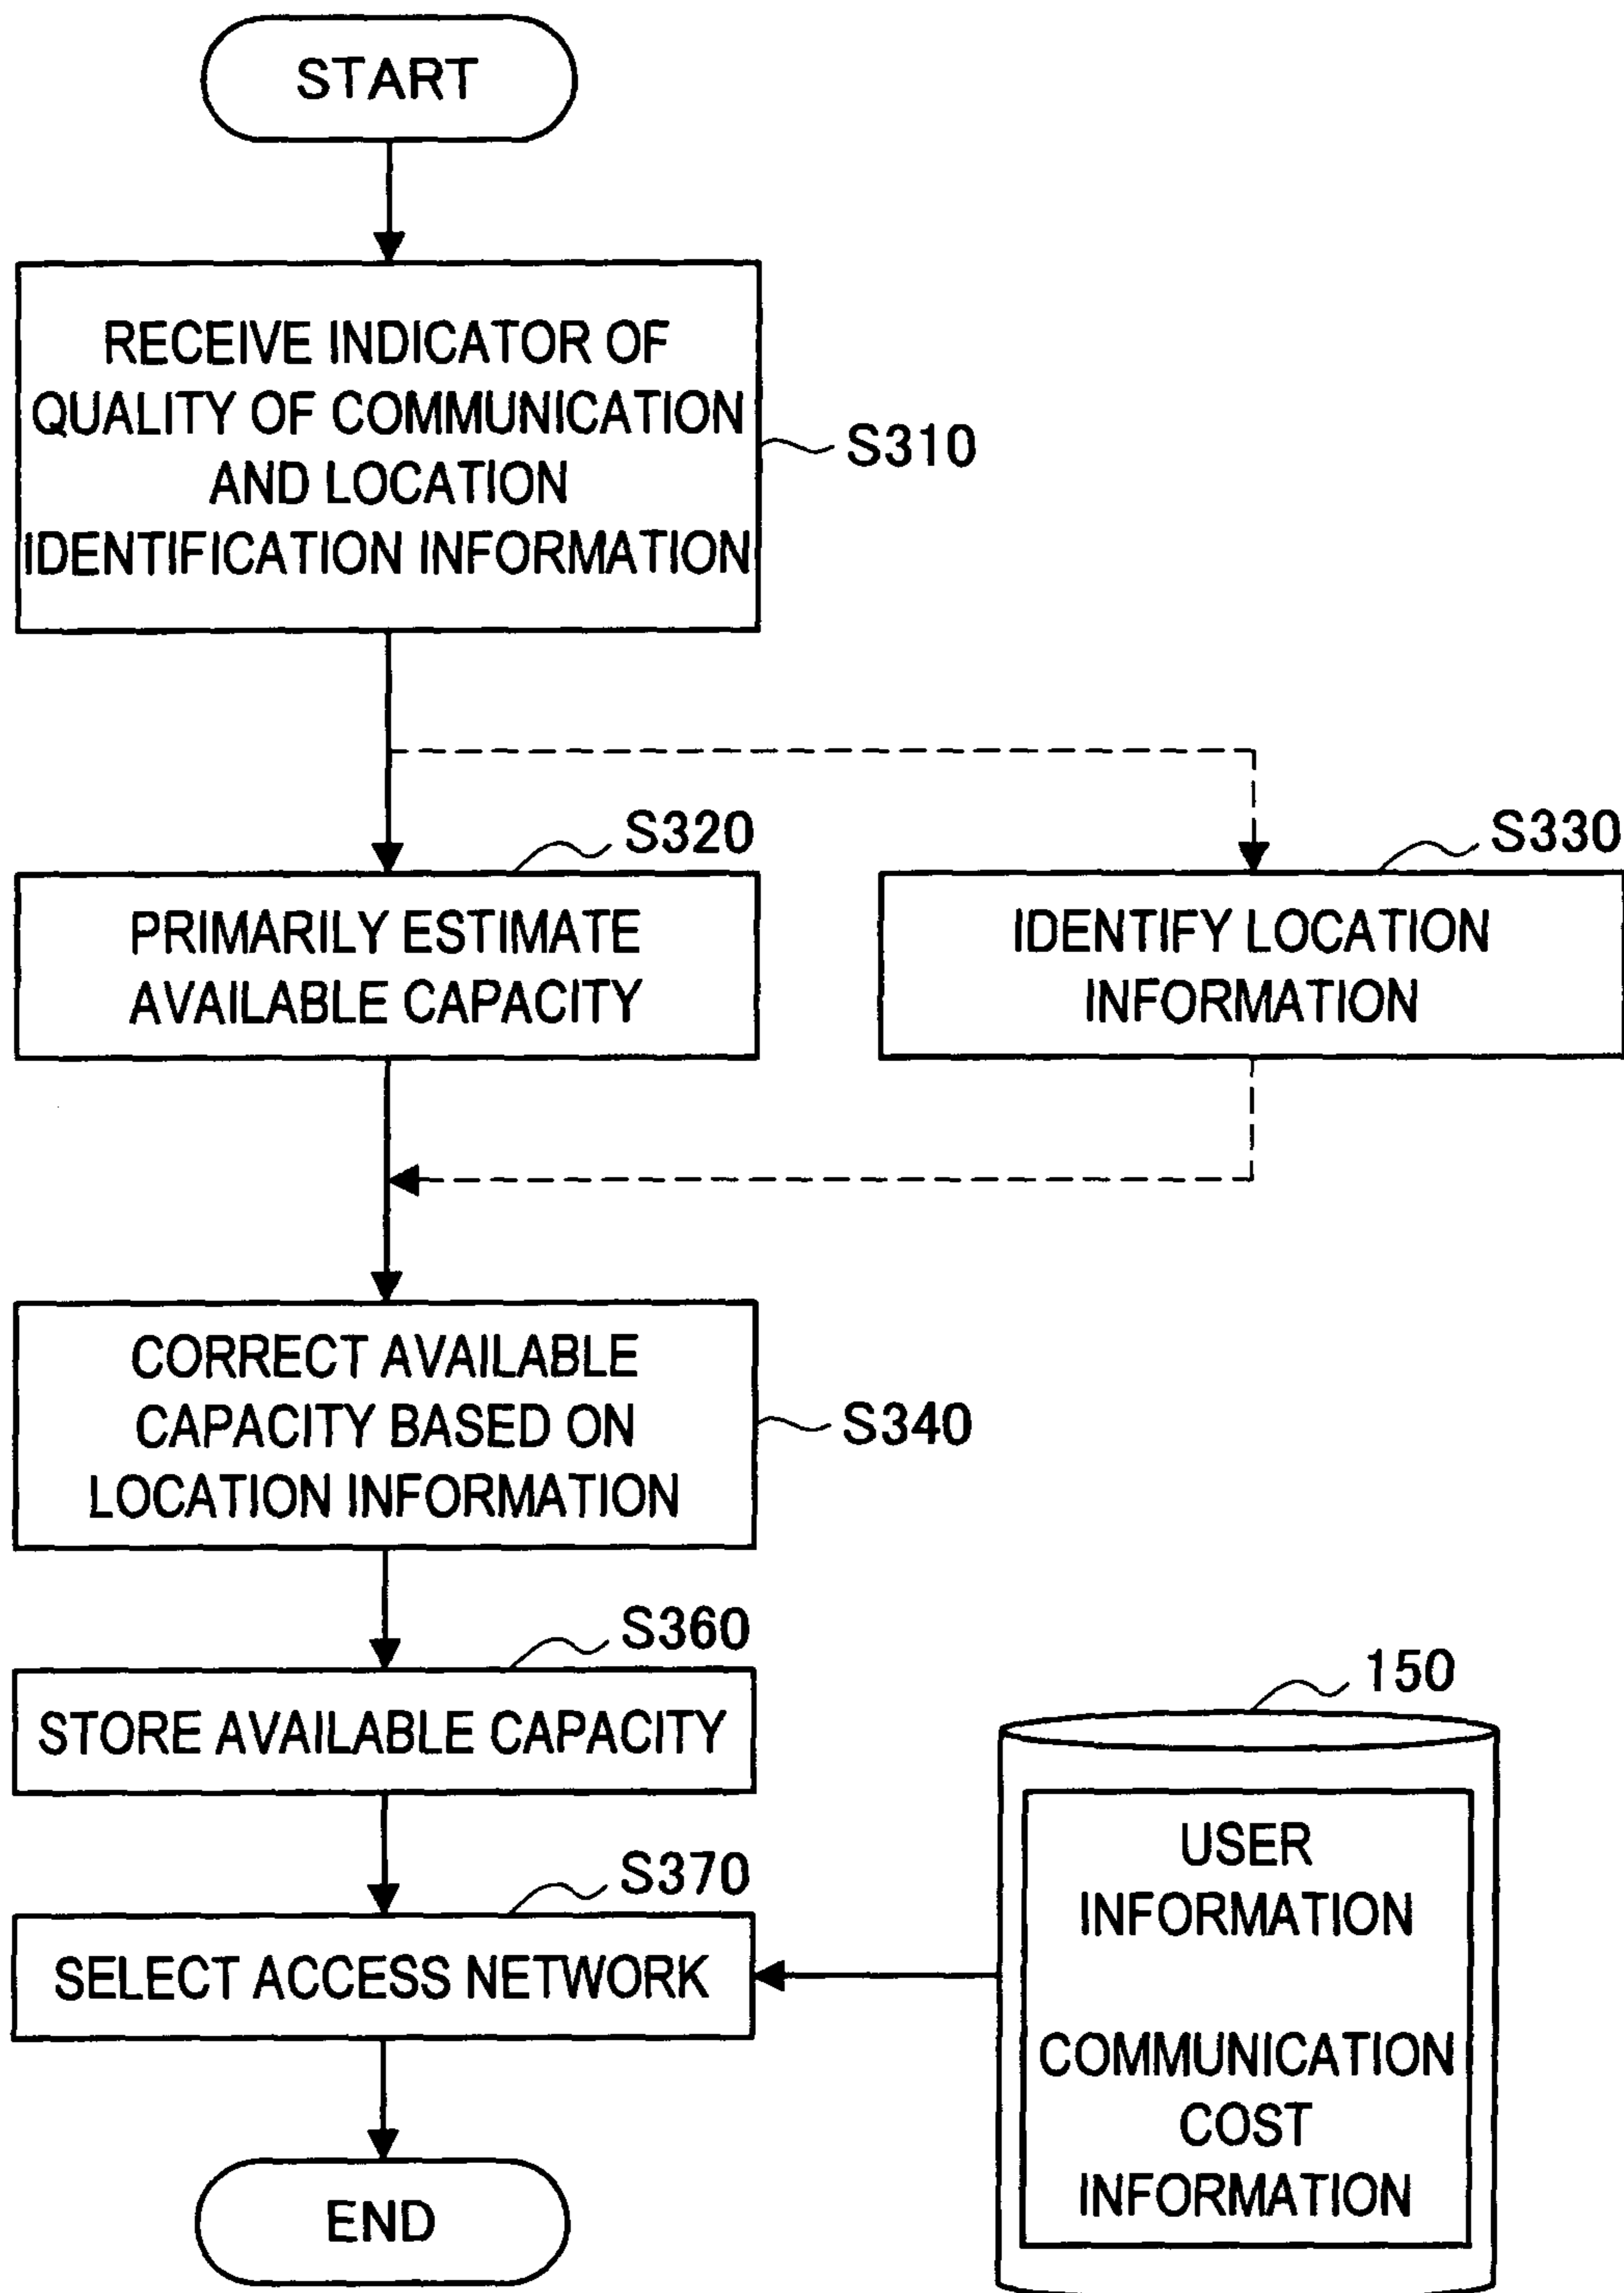 START
RECEIVE INDICATOR OF
QUALITY OF COMMUNICATION
AND LOCATION
IDENTIFICATION INFORMATION
S310
S320
PRIMARILY ESTIMATE
AVAILABLE CAPACITY
S330
IDENTIFY LOCATION
INFORMATION
CORRECT AVAILABLE
CAPACITY BASED ON
LOCATION INFORMATION
S340
S360
STORE AVAILABLE CAPACITY
S370
SELECT ACCESS NETWORK
150
USER
INFORMATION
COMMUNICATION
COST
INFORMATION
END